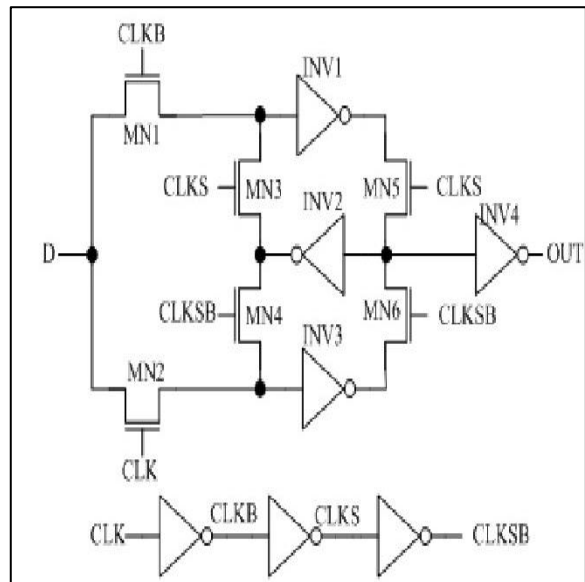 CLKB
INV1
MN1
CLKS MN3 MN5 CLKS
INV2
INV4
D OUT
CLKSB MN4 MN6 CLKSB
INV3
MN2
CLK
CLK CLKB CLKS CLKSB